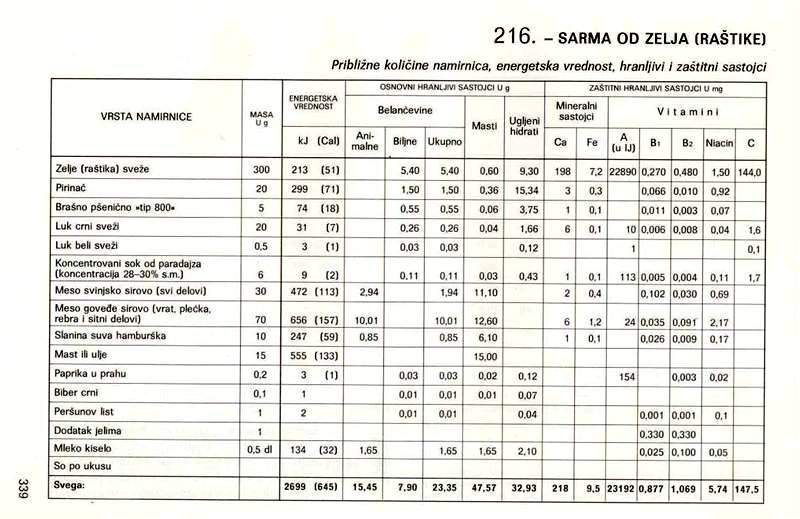 216. – SARMA OD ZELJA (RAŠTIKE)
Približne količine namirnica, energetska vrednost, hranljivi i zaštitni sastojci
VRSTA NAMIRNICE
MASA
U g
ENERGETSKA
VREDNOST
OSNOVNI HRANLJIVI SASTOJCI U g
ZAŠTITNI HRANLJIVI SASTOJCI U mg
Belančevine
Masti
Ugljeni
hidrati
Mineralni
sastojci
Vitamini
kJ (Cal)
Ani-
malne
Biljne
Ukupno
Ca
Fe
A
(u IJ)
B1
B2
Niacin
C
Zelje (raštika) sveže 300 213 (51) 5,40 5,40 0,60 9,30 198 7,2 22890 0,270 0,480 1,50 144,0
Pirinač 20 299 (71) 1,50 1,50 0,36 15,34 3 0,3 0,066 0,010 0,92
Brašno pšenično »tip 800« 5 74 (18) 0,55 0,55 0,06 3,75 1 0,1 0,011 0,003 0,07
Luk crni sveži 20 31 (7) 0,26 0,26 0,04 1,66 6 0,1 10 0,006 0,008 0,04 1,6
Luk beli sveži 0,5 3 (1) 0,03 0,03 0,12 1 0,1
Koncentrovani sok od paradajza
(koncentracija 28–30% s.m.) 6 9 (2) 0,11 0,11 0,03 0,43 1 0,1 113 0,005 0,004 0,11 1,7
Meso svinjsko sirovo (svi delovi) 30 472 (113) 2,94 1,94 11,10 2 0,4 0,102 0,030 0,69
Meso goveđe sirovo (vrat, plećka,
rebra i sitni delovi) 70 656 (157) 10,01 10,01 12,60 6 1,2 24 0,035 0,091 2,17
Slanina suva hamburška 10 247 (59) 0,85 0,85 6,10 1 0,1 0,026 0,009 0,17
Mast ili ulje 15 555 (133) 15,00
Paprika u prahu 0,2 3 (1) 0,03 0,03 0,02 0,12 154 0,003 0,02
Biber crni 0,1 1 0,01 0,01 0,01 0,07
Peršunov list 1 2 0,01 0,01 0,04 0,001 0,001 0,1
Dodatak jelima 1 0,330 0,330
Mleko kiselo 0,5 dl 134 (32) 1,65 1,65 1,65 2,10 0,025 0,100 0,05
So po ukusu
Svega: 2699 (645) 15,45 7,90 23,35 47,57 32,93 218 9,5 23192 0,877 1,069 5,74 147,5
339